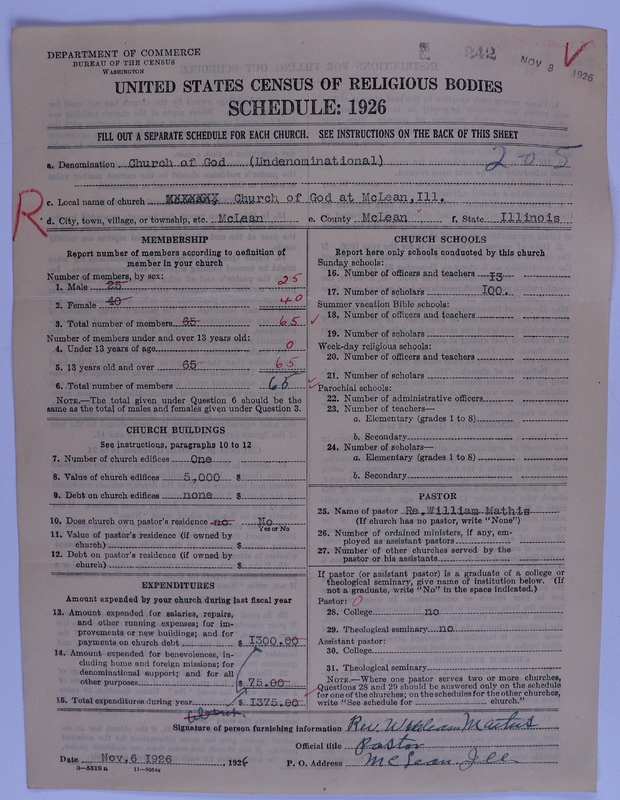 DEPARTMENT OF COMMERCE
BUREAU OF THE CENSUS
WASHINGTON
E 342
NOV 8 1926
UNITED STATES CENSUS OF RELIGIOUS BODIES
SCHEDULE: 1926
FILL OUT A SEPARATE SCHEDULE FOR EACH CHURCH. SEE INSTRUCTIONS ON THE BACK OF THIS SHEET
a. Denomination Church of God (Undenominational) 205
R
c. Local name of church Church of God at McLean, Ill.
d. City, town, village, or township, etc. McLean e. County McLean f. State Illinois
MEMBERSHIP
Report number of members according to definition of
member in your church
Number of members, by sex:
1. Male 25 25
2. Female 40 40
3. Total number of members 65 65
Number of members under and over 13 years old:
4. Under 13 years of age 0
5. 13 years old and over 65 65
6. Total number of members 65
NOTE.—The total given under Question 6 should be
same as the total of males and females given under Question 3.
CHURCH BUILDINGS
See instructions, paragraphs 10 to 12
7. Number of church edifices One
8. Value of church edifices 5,000 $
9. Debt on church edifices none $
10. Does church own pastor's residence no No
Yes or No
11. Value of pastor's residence (if owned by
church) $
12. Debt on pastor's residence (if owned by
church) $
EXPENDITURES
Amount expended by your church during last fiscal year
13. Amount expended for salaries, repairs,
and other running expenses; for im-
provements or new buildings; and for
payments on church debt $ 1300.00
14. Amount expended for benevolences, in-
cluding home and foreign missions; for
denominational support; and for all
other purposes $ 75.00
15. Total expenditures during year $ 1375.00
CHURCH SCHOOLS
Report here only schools conducted by this church
Sunday schools:
16. Number of officers and teachers 13
17. Number of scholars 100.
Summer vacation Bible schools:
18. Number of officers and teachers
19. Number of scholars
Week-day religious schools:
20. Number of officers and teachers
21. Number of scholars
Parochial schools:
22. Number of administrative officers
23. Number of teachers—
a. Elementary (grades 1 to 8)
b. Secondary
24. Number of scholars—
a. Elementary (grades 1 to 8)
b. Secondary
PASTOR
25. Name of pastor Re. William Mathis
(If church has no pastor, write "None")
26. Number of ordained ministers, if any, em-
ployed as assistant pastors
27. Number of other churches served by the
pastor or his assistants
If pastor (or assistant pastor) is a graduate of a college or
theological seminary, give name of institution below. (If
not a graduate, write "No" in the space indicated.)
Pastor: 0
28. College no
29. Theological seminary no
Assistant pastor:
30. College
31. Theological seminary
NOTE.—Where one pastor serves two or more churches,
Questions 28 and 29 should be answered only on the schedule
for one of the churches; on the schedules for the other churches,
write "See schedule for church."
Signature of person furnishing information Rev. William Mathis
Official title Pastor
Date Nov, 6 1926 , 1926 P. O. Address McLean Ill
8—5519 a